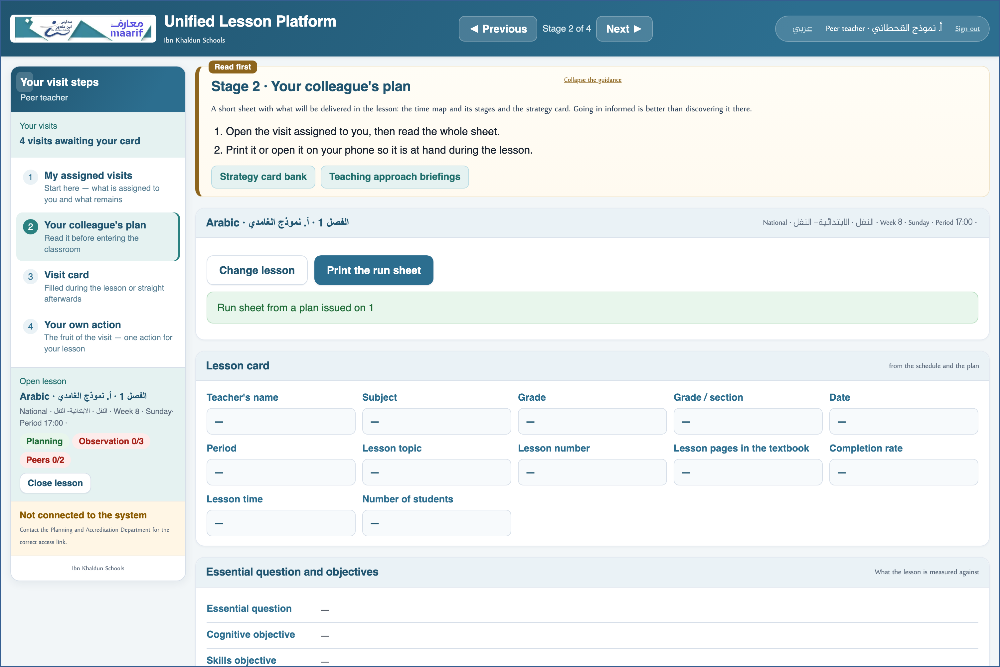 مدارس
ابن خلدون
Ibn Khaldun Schools
معارف
maarif
Unified Lesson Platform
Ibn Khaldun Schools
◀ Previous
Stage 2 of 4
Next ▶
عربي
Peer teacher · أ. نموذج القحطاني
Sign out
Your visit steps
Peer teacher
Your visits
4 visits awaiting your card
1
My assigned visits
Start here — what is assigned to
you and what remains
2
Your colleague's plan
Read it before entering the
classroom
3
Visit card
Filled during the lesson or straight
afterwards
4
Your own action
The fruit of the visit — one action for
your lesson
Open lesson
Arabic · الفصل 1 · أ. نموذج الغامدي
National · النفل · الابتدائية- النفل · Week 8 · Sunday·
Period 17:00 ·
Planning
Observation 0/3
Peers 0/2
Close lesson
Not connected to the system
Contact the Planning and Accreditation Department for the
correct access link.
Ibn Khaldun Schools
Read first
Stage 2 · Your colleague's plan
Collapse the guidance
A short sheet with what will be delivered in the lesson: the time map and its stages and the strategy card. Going in informed is better than discovering it there.
1. Open the visit assigned to you, then read the whole sheet.
2. Print it or open it on your phone so it is at hand during the lesson.
Strategy card bank
Teaching approach briefings
Arabic · الفصل 1 · أ. نموذج الغامدي
National · النفل · الابتدائية- النفل · Week 8 · Sunday · Period 17:00 ·
Change lesson
Print the run sheet
Run sheet from a plan issued on 1
Lesson card
from the schedule and the plan
Teacher's name
Subject
Grade
Grade / section
Date
—
—
—
—
—
Period
Lesson topic
Lesson number
Lesson pages in the textbook
Completion rate
—
—
—
—
—
Lesson time
Number of students
—
—
Essential question and objectives
What the lesson is measured against
Essential question —
Cognitive objective —
Skills objective —